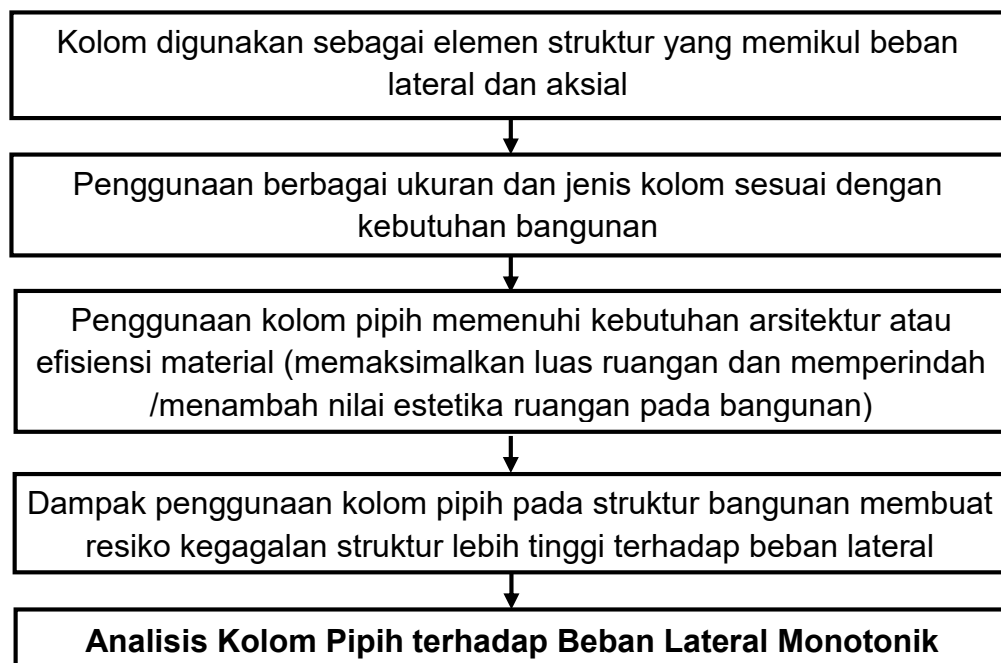 Kolom digunakan sebagai elemen struktur yang memikul beban
lateral dan aksial
Penggunaan berbagai ukuran dan jenis kolom sesuai dengan
kebutuhan bangunan
Penggunaan kolom pipih memenuhi kebutuhan arsitektur atau
efisiensi material (memaksimalkan luas ruangan dan memperindah
/menambah nilai estetika ruangan pada bangunan)
Dampak penggunaan kolom pipih pada struktur bangunan membuat
resiko kegagalan struktur lebih tinggi terhadap beban lateral
Analisis Kolom Pipih terhadap Beban Lateral Monotonik